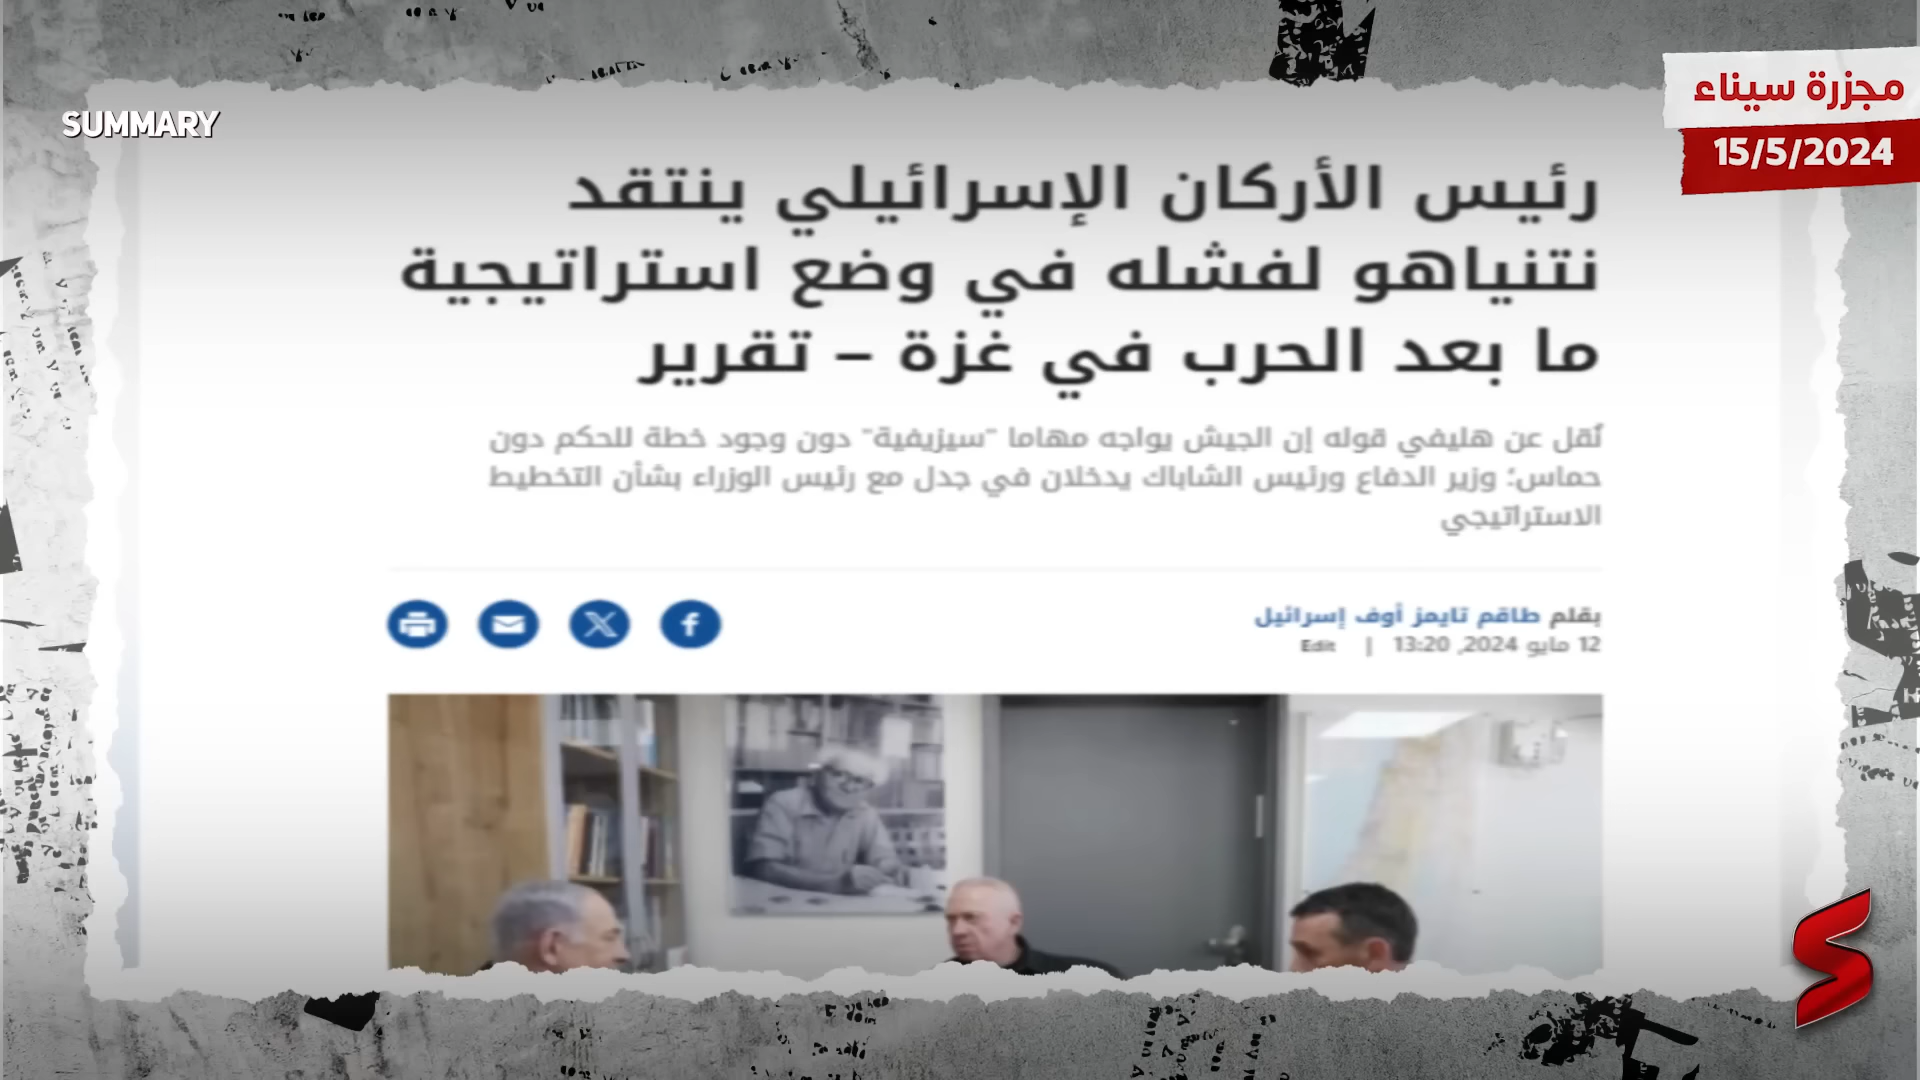 SUMMARY
مجزرة سيناء
15/5/2024
رئيس الأركان الإسرائيلي ينتقد
نتنياهو لفشله في وضع استراتيجية
ما بعد الحرب في غزة – تقرير
نُقل عن هليفي قوله إن الجيش يواجه مهاما "سيزيفية" دون وجود خطة للحكم دون
حماس؛ وزير الدفاع ورئيس الشاباك يدخلان في جدل مع رئيس الوزراء بشأن التخطيط
الاستراتيجي
بقلم طاقم تايمز أوف إسرائيل
12 مايو 2024, 13:20 | Edit